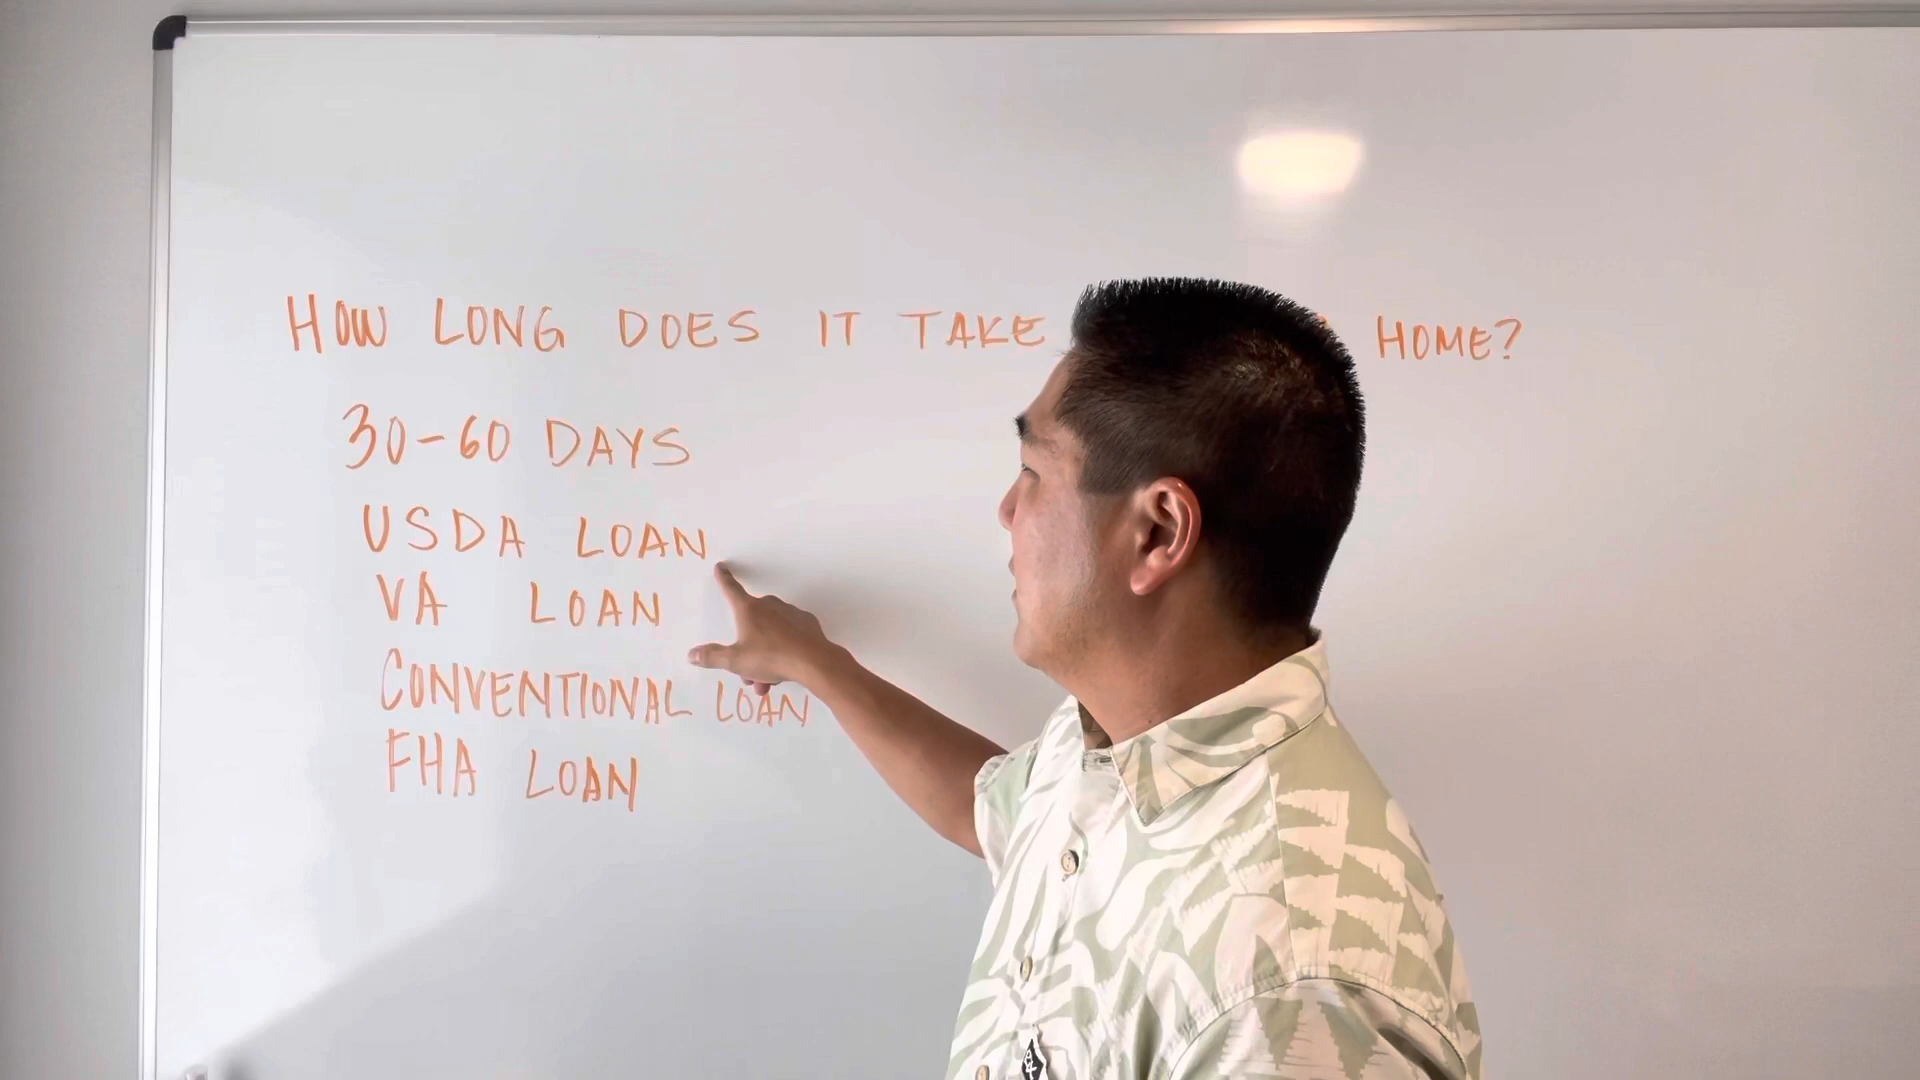 HOW LONG DOES IT TAKE HOME?
30-60 DAYS
USDA LOAN
VA LOAN
CONVENTIONAL LOAN
FHA LOAN